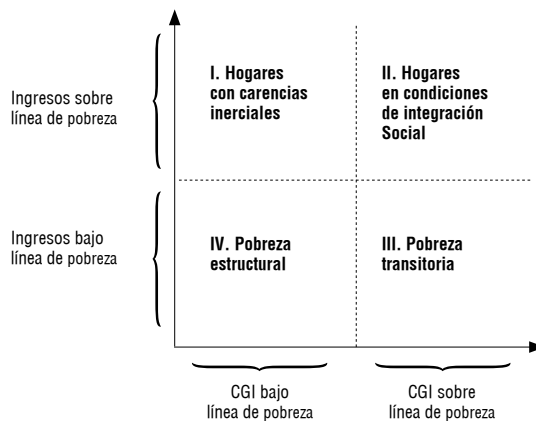 Ingresos sobre
línea de pobreza
I. Hogares
con carencias
inerciales
II. Hogares
en condiciones
de integración
Social
Ingresos bajo
línea de pobreza
IV. Pobreza
estructural
III. Pobreza
transitoria
CGI bajo
línea de pobreza
CGI sobre
línea de pobreza